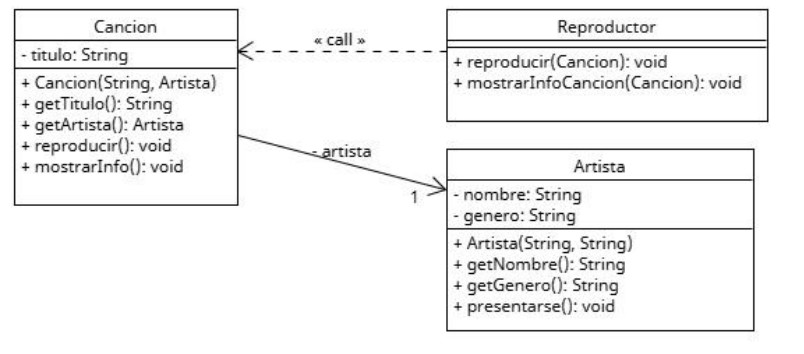 Cancion
- titulo: String
+ Cancion(String, Artista)
+ getTitulo(): String
+ getArtista(): Artista
+ reproducir(): void
+ mostrarInfo(): void
« call »
Reproductor
+ reproducir(Cancion): void
+ mostrarInfoCancion(Cancion): void
- artista
1
Artista
- nombre: String
- genero: String
+ Artista(String, String)
+ getNombre(): String
+ getGenero(): String
+ presentarse(): void